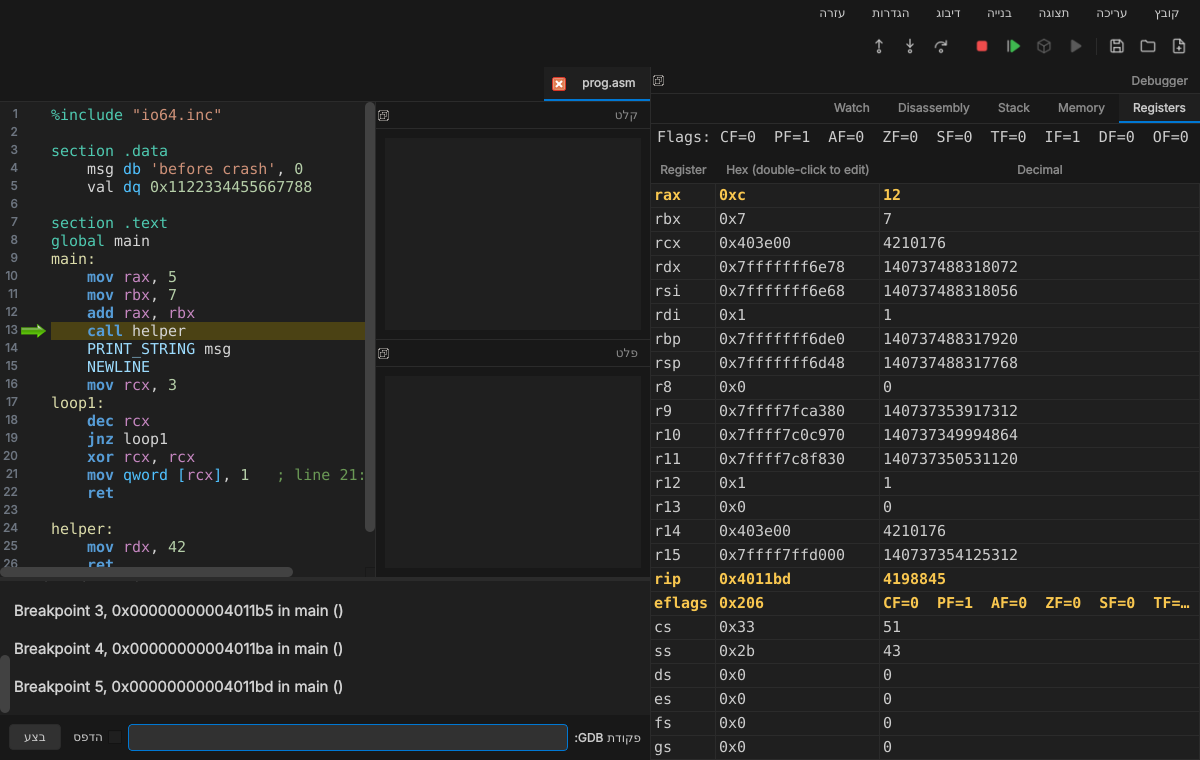 קובץ עריכה תצוגה בנייה דיבוג הגדרות עזרה
prog.asm
Debugger
Watch Disassembly Stack Memory Registers
Flags: CF=0 PF=1 AF=0 ZF=0 SF=0 TF=0 IF=1 DF=0 OF=0
Register Hex (double-click to edit) Decimal
rax 0xc 12
rbx 0x7 7
rcx 0x403e00 4210176
rdx 0x7fffffff6e78 140737488318072
rsi 0x7fffffff6e68 140737488318056
rdi 0x1 1
rbp 0x7fffffff6de0 140737488317920
rsp 0x7fffffff6d48 140737488317768
r8 0x0 0
r9 0x7ffff7fca380 140737353917312
r10 0x7ffff7c0c970 140737349994864
r11 0x7ffff7c8f830 140737350531120
r12 0x1 1
r13 0x0 0
r14 0x403e00 4210176
r15 0x7ffff7ffd000 140737354125312
rip 0x4011bd 4198845
eflags 0x206 CF=0 PF=1 AF=0 ZF=0 SF=0 TF=…
cs 0x33 51
ss 0x2b 43
ds 0x0 0
es 0x0 0
fs 0x0 0
gs 0x0 0
קלט
פלט
1 %include "io64.inc"
2
3 section .data
4 msg db 'before crash', 0
5 val dq 0x1122334455667788
6
7 section .text
8 global main
9 main:
10 mov rax, 5
11 mov rbx, 7
12 add rax, rbx
13 call helper
14 PRINT_STRING msg
15 NEWLINE
16 mov rcx, 3
17 loop1:
18 dec rcx
19 jnz loop1
20 xor rcx, rcx
21 mov qword [rcx], 1 ; line 21:
22 ret
23
24 helper:
25 mov rdx, 42
26 ret
Breakpoint 3, 0x00000000004011b5 in main ()
Breakpoint 4, 0x00000000004011ba in main ()
Breakpoint 5, 0x00000000004011bd in main ()
פקודת GDB:
הדפס
בצע